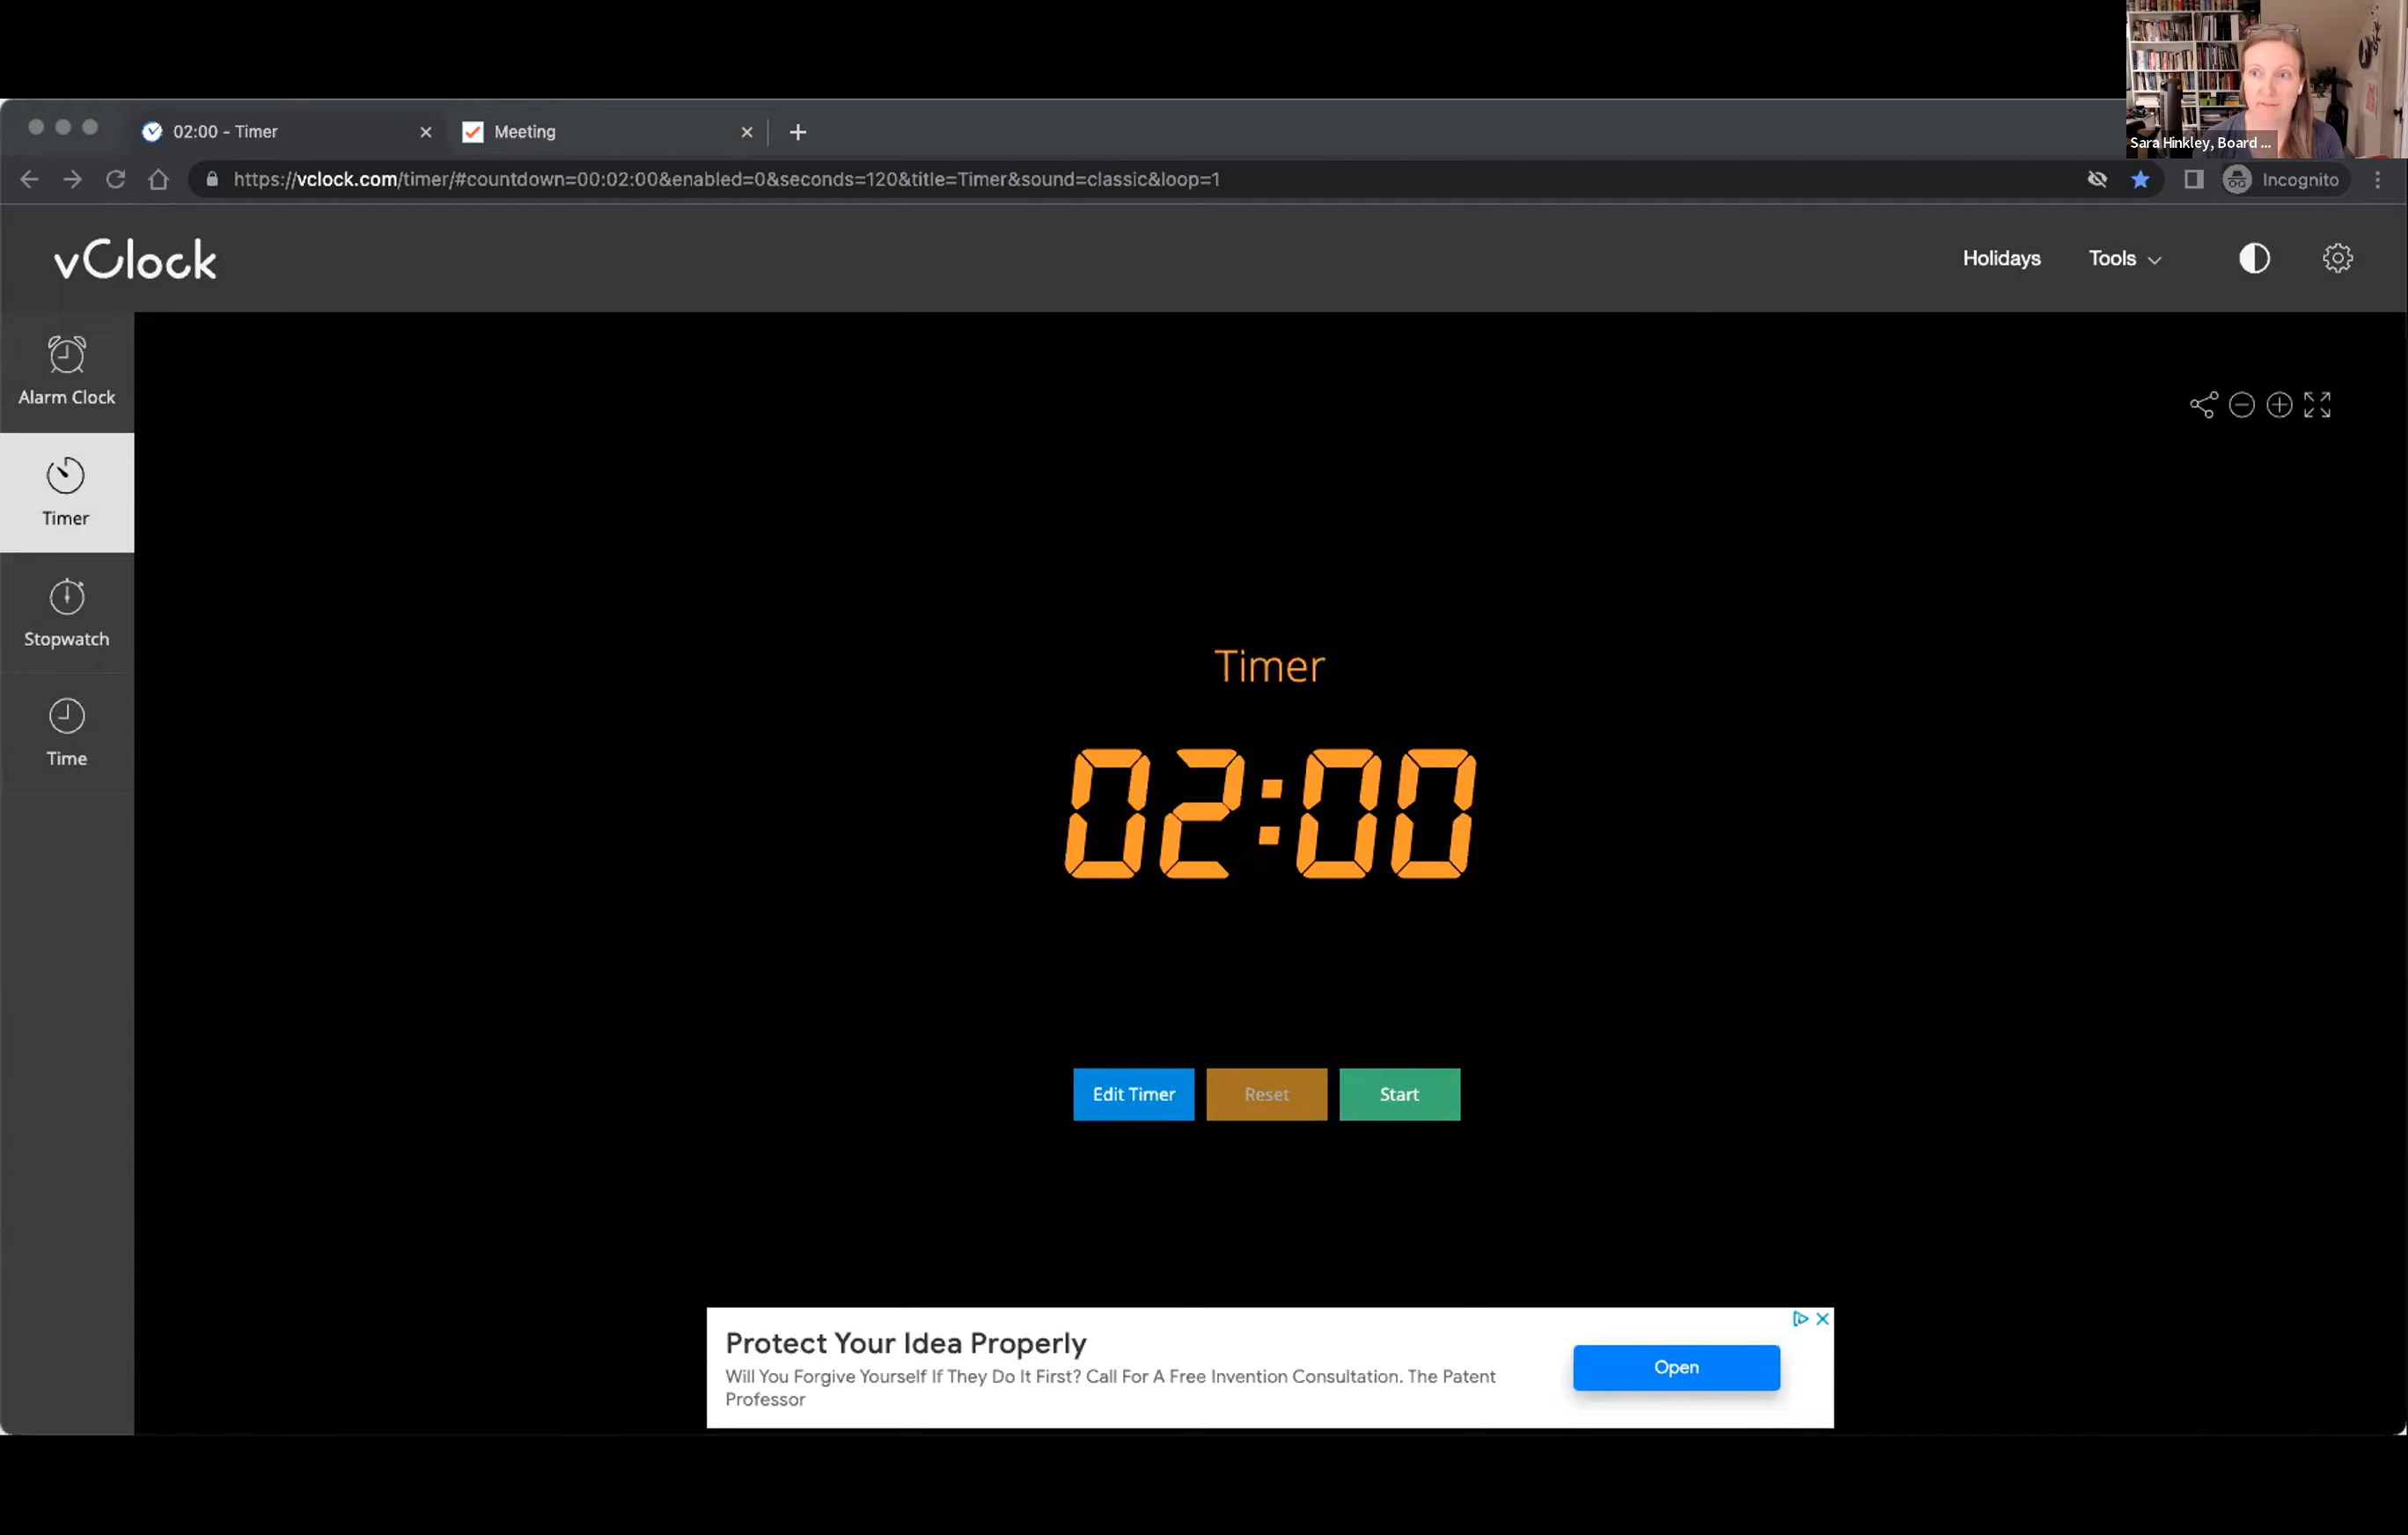 02:00 - Timer
Meeting
https://vclock.com/timer/#countdown=00:02:00&enabled=0&seconds=120&title=Timer&sound=classic&loop=1
Incognito
Sara Hinkley, Board ...
vClock
Holidays
Tools
Alarm Clock
Timer
Stopwatch
Time
Timer
02:00
Edit Timer
Reset
Start
Protect Your Idea Properly
Will You Forgive Yourself If They Do It First? Call For A Free Invention Consultation. The Patent
Professor
Open